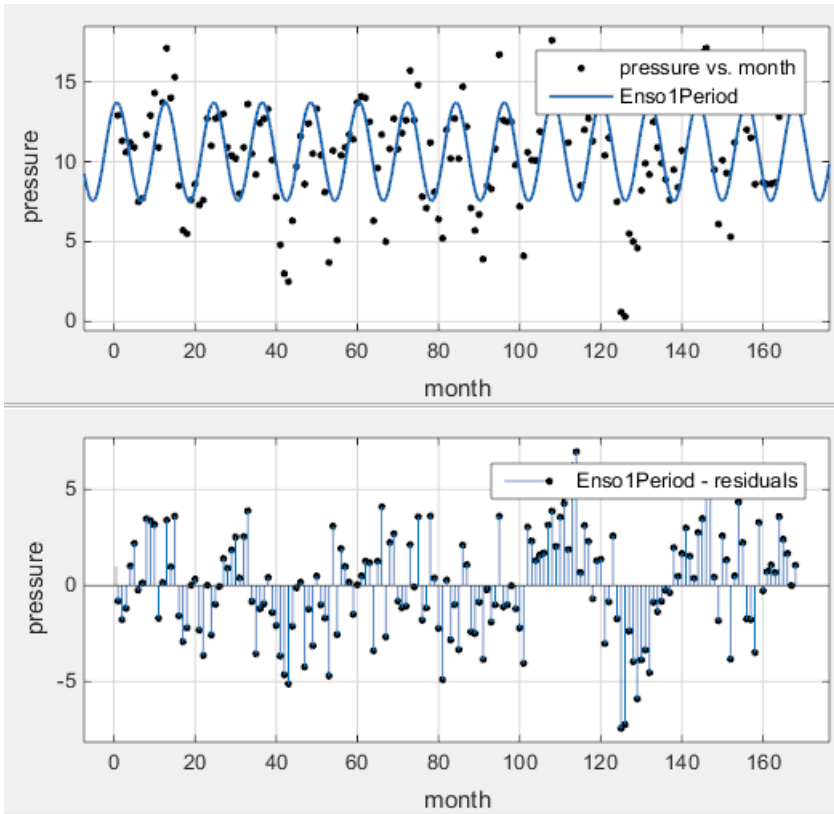 pressure vs. month
Enso1Period
15
10
5
0
pressure
0 20 40 60 80 100 120 140 160
month
Enso1Period - residuals
5
0
-5
pressure
0 20 40 60 80 100 120 140 160
month